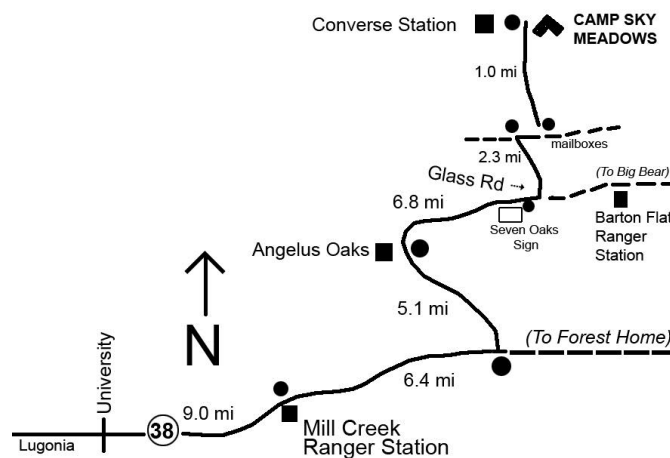 Converse Station
CAMP SKY
MEADOWS
1.0 mi
mailboxes
2.3 mi
Glass Rd
(To Big Bear)
6.8 mi
Seven Oaks
Sign
Barton Flat
Ranger
Station
Angelus Oaks
5.1 mi
N
(To Forest Home)
6.4 mi
University
9.0 mi
38
Mill Creek
Ranger Station
Lugonia